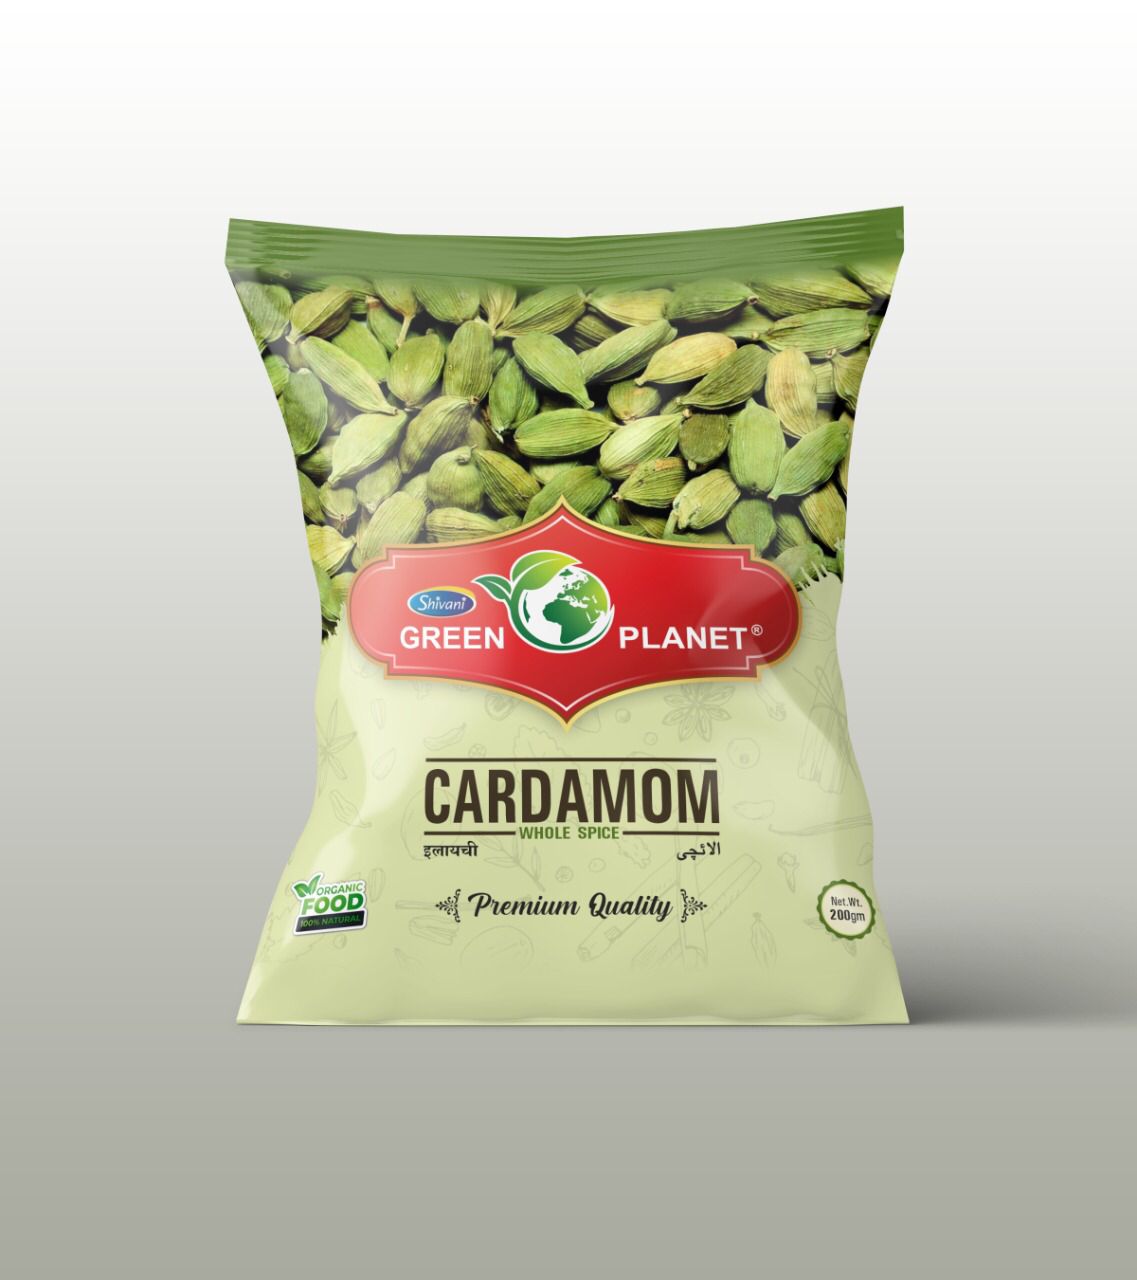 Shivani
GREEN PLANET®
CARDAMOM
WHOLE SPICE
इलायची الائچی
Premium Quality
ORGANIC
FOOD
100% NATURAL
Net.Wt.
200gm